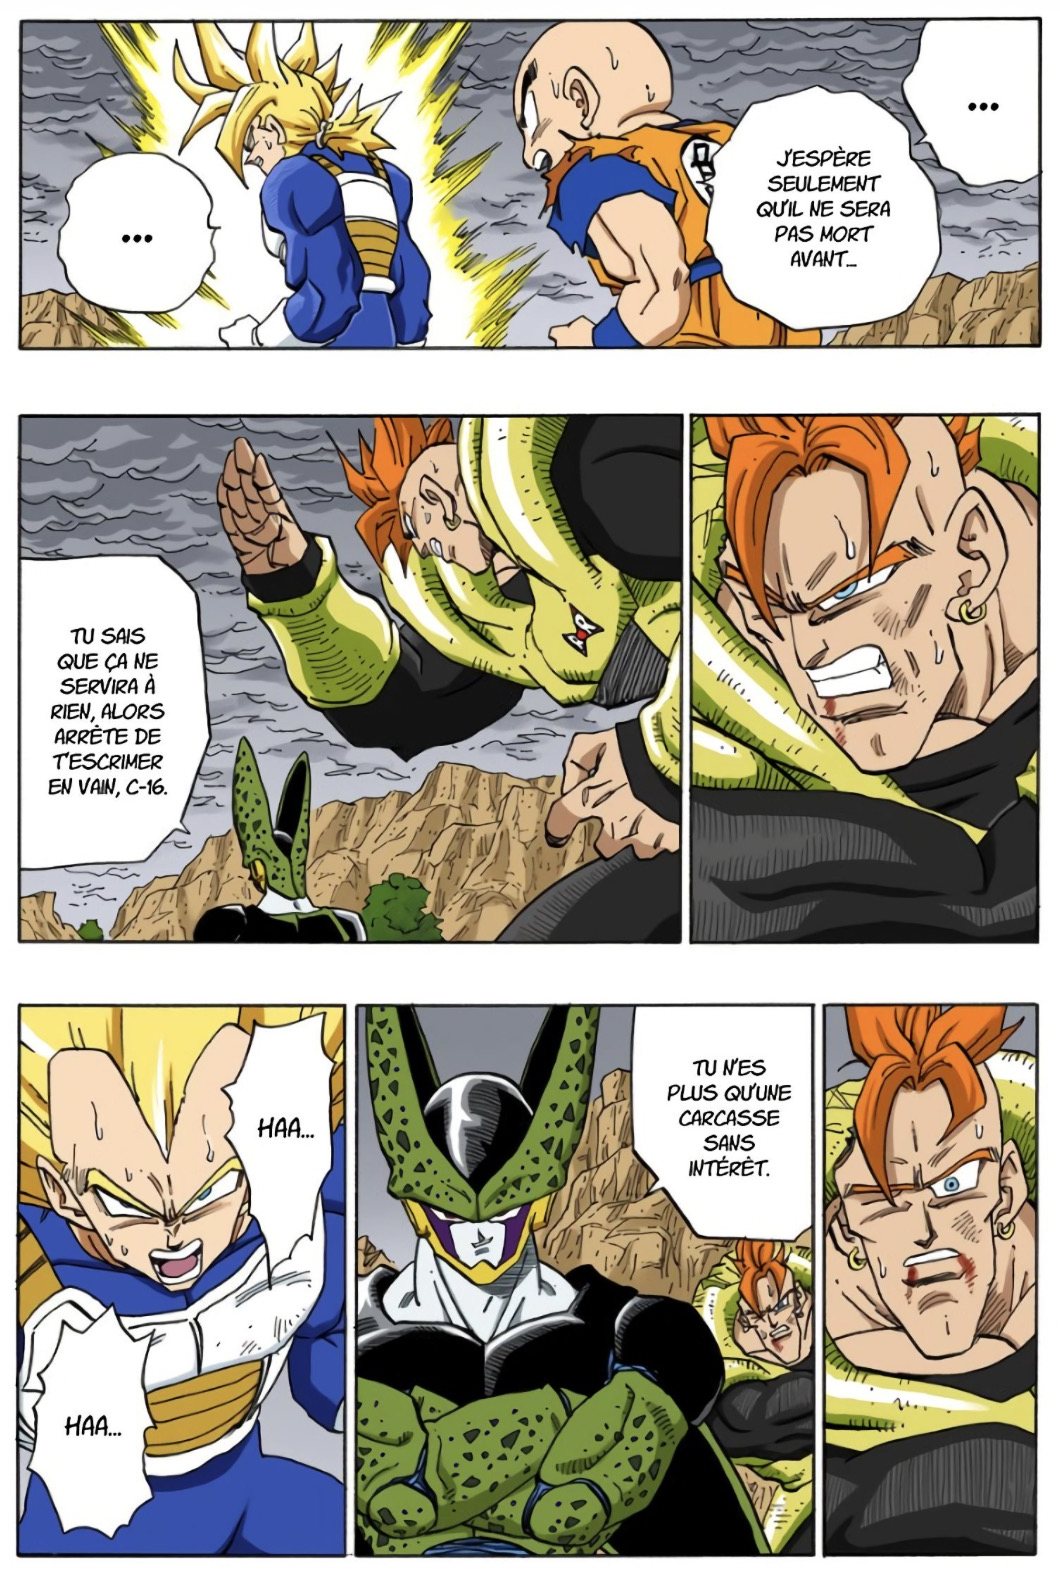 ...
J'ESPÈRE
SEULEMENT
QU'IL NE SERA
PAS MORT
AVANT...
...
TU SAIS
QUE ÇA NE
SERVIRA À
RIEN, ALORS
ARRÊTE DE
T'ESCRIMER
EN VAIN, C-16.
TU N'ES
PLUS QU'UNE
CARCASSE
SANS
INTÉRÊT.
HAA...
HAA...